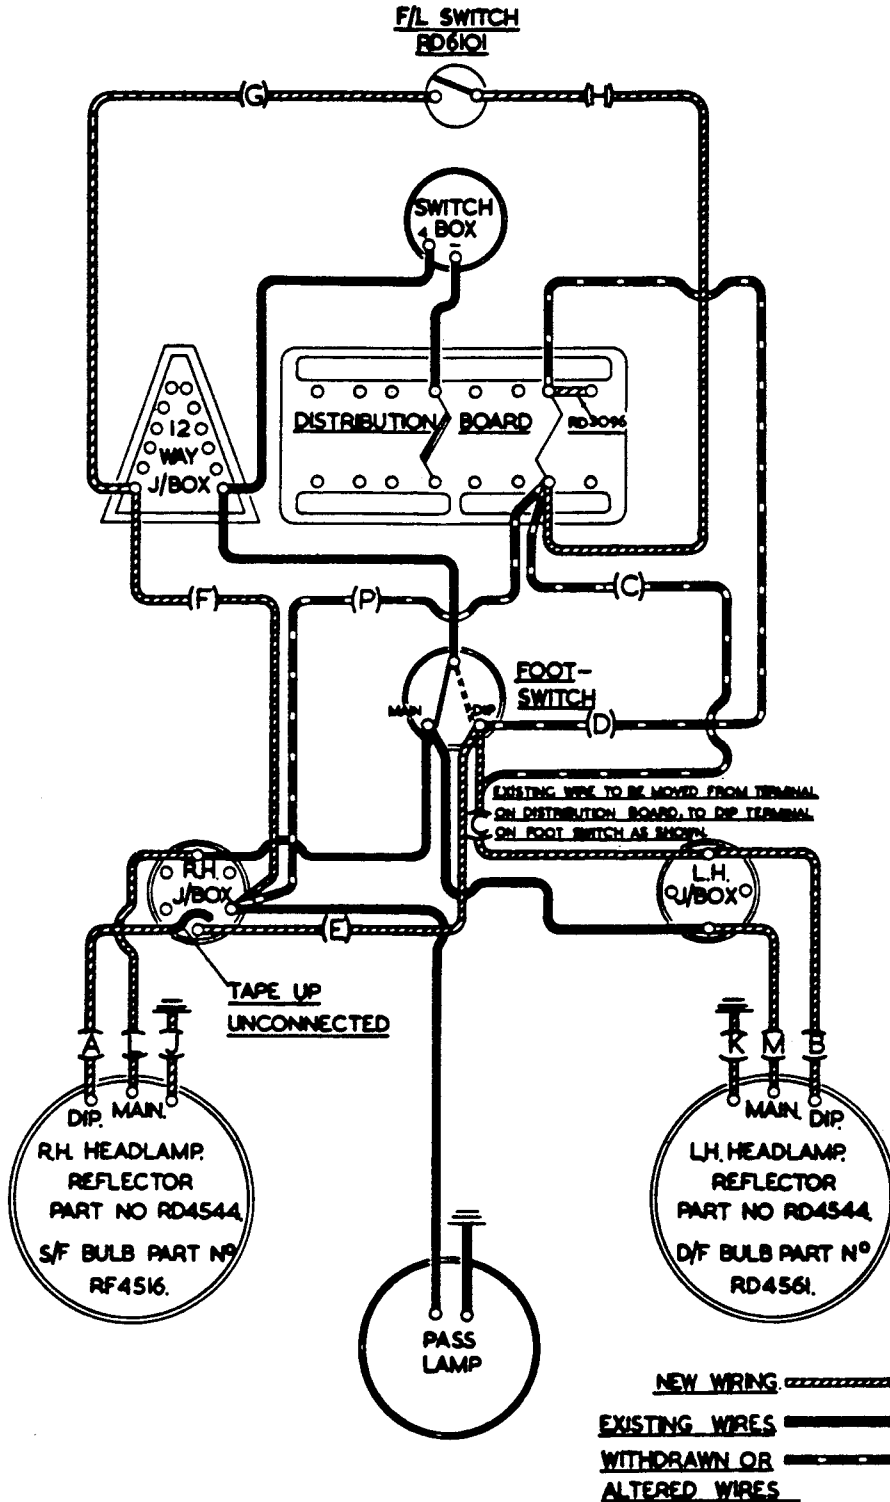 F/L SWITCH
RD6101
(G)
(H)
SWITCH
BOX
4 –
12
WAY
J/BOX
DISTRIBUTION BOARD
RD3096
(F)
(P)
(C)
FOOT-
SWITCH
MAIN
DIP
(D)
EXISTING WIRE TO BE MOVED FROM TERMINAL
ON DISTRIBUTION BOARD, TO DIP TERMINAL
ON FOOT SWITCH AS SHOWN.
R.H.
J/BOX
L.H.
J/BOX
(E)
TAPE UP
UNCONNECTED
A L J
K M B
DIP. MAIN.
MAIN. DIP.
R.H. HEADLAMP.
REFLECTOR
PART NO RD4544.
S/F BULB PART Nº
RF4516.
L.H. HEADLAMP.
REFLECTOR
PART NO RD4544.
D/F BULB PART Nº
RD4561.
PASS
LAMP
NEW WIRING.
EXISTING WIRES
WITHDRAWN OR
ALTERED WIRES